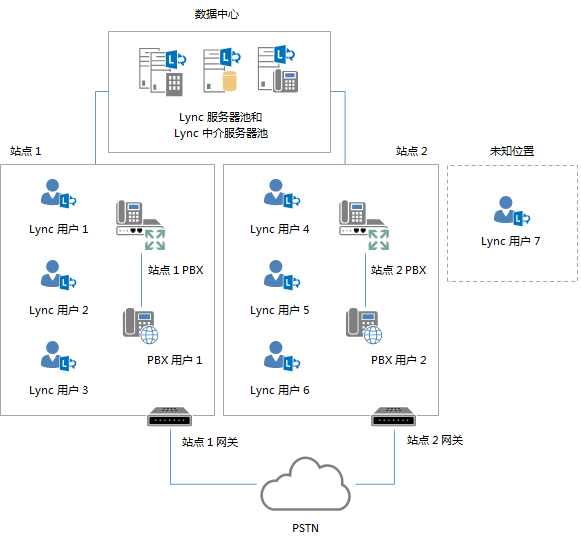 数据中心
Lync 服务器池和
Lync 中介服务器池
站点 1
站点 2
未知位置
Lync 用户 1
站点 1 PBX
Lync 用户 2
PBX 用户 1
Lync 用户 3
Lync 用户 4
站点 2 PBX
Lync 用户 5
PBX 用户 2
Lync 用户 6
Lync 用户 7
站点 1 网关
站点 2 网关
PSTN